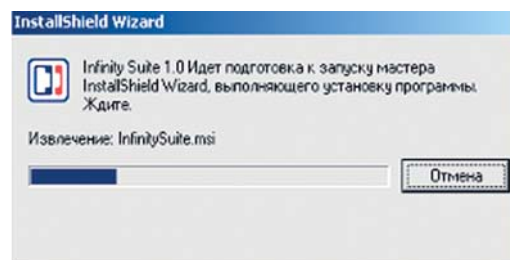 InstallShield Wizard
Infinity Suite 1.0 Идет подготовка к запуску мастера
InstallShield Wizard, выполняющего установку программы.
Ждите.
Извлечение: InfinitySuite.msi
Отмена